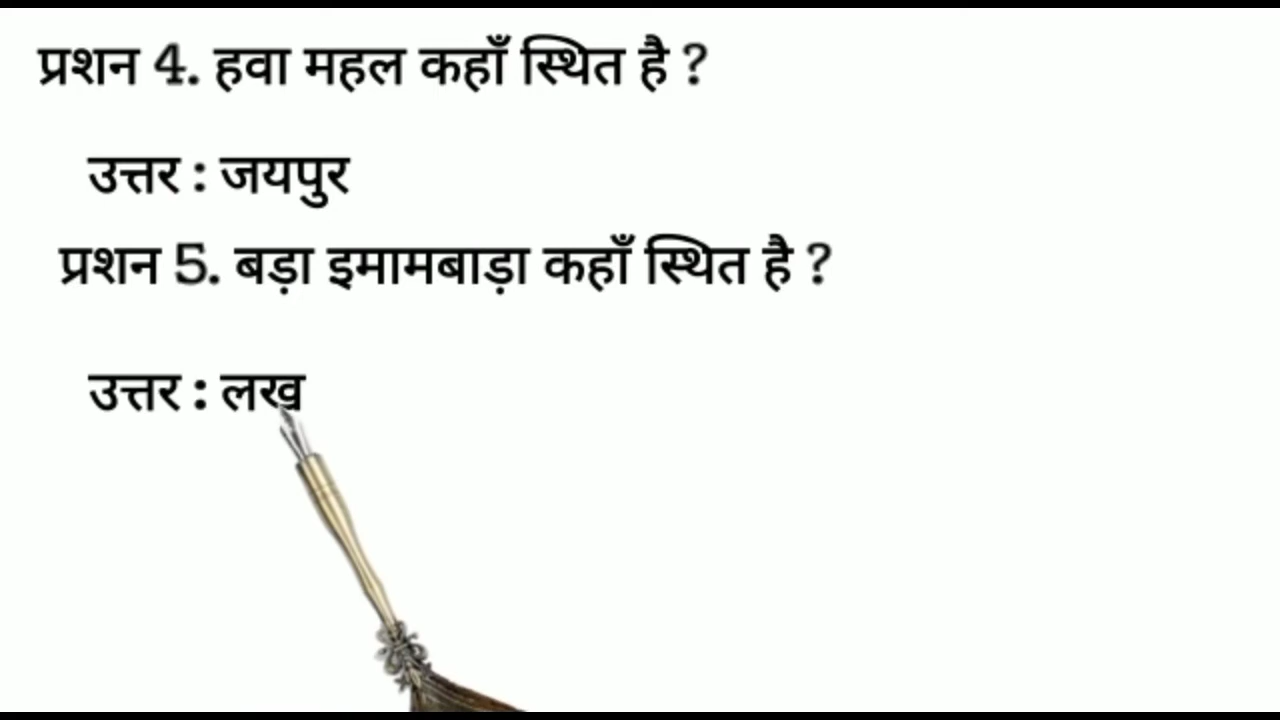 प्रशन 4. हवा महल कहाँ स्थित है ?
उत्तर : जयपुर
प्रशन 5. बड़ा इमामबाड़ा कहाँ स्थित है ?
उत्तर : लख